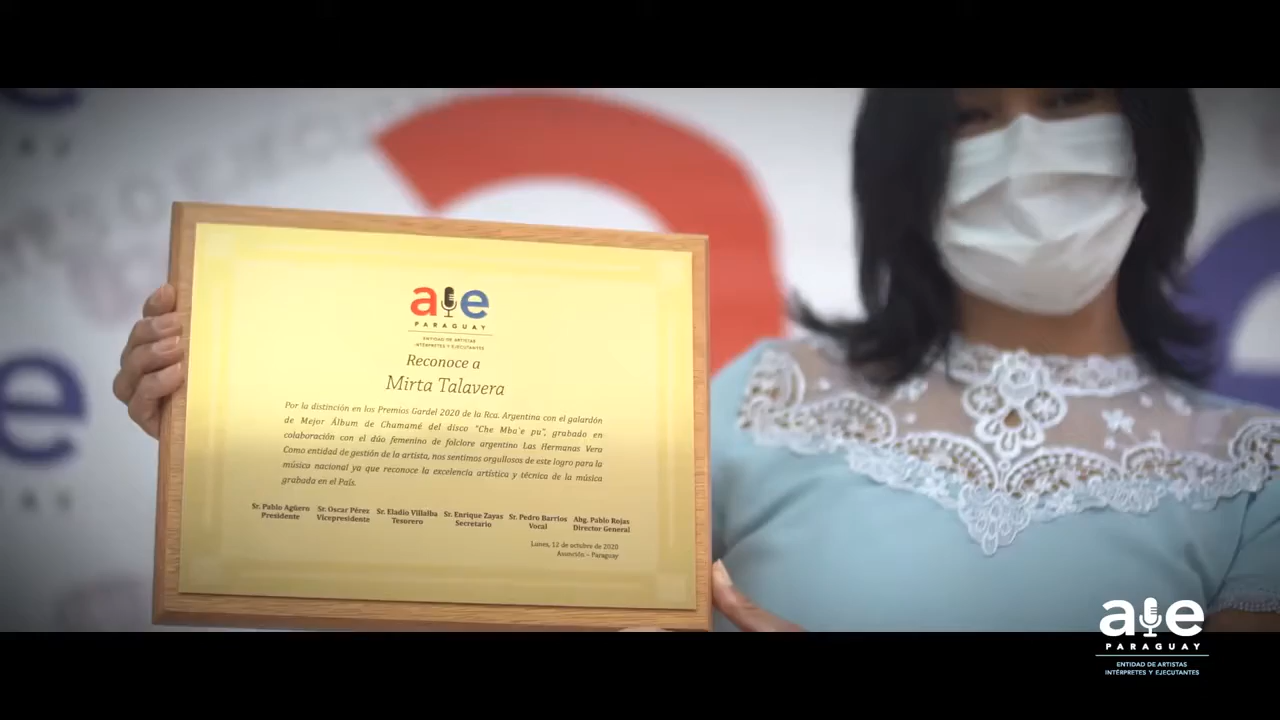 aie
PARAGUAY
ENTIDAD DE ARTISTAS
INTÉRPRETES Y EJECUTANTES
Reconoce a
Mirta Talavera
Por la distinción en los Premios Gardel 2020 de la Rca. Argentina con el galardón
de Mejor Álbum de Chamamé del disco "Che Mba'e pu", grabado en
colaboración con el dúo femenino de folclore argentino Las Hermanas Vera
Como entidad de gestión de la artista, nos sentimos orgullosos de este logro para la
música nacional ya que reconoce la excelencia artística y técnica de la música
grabada en el País.
Sr. Pablo Agüero Sr. Oscar Pérez Sr. Eladio Villalba Sr. Enrique Zayas Sr. Pedro Barrios Abg. Pablo Rojas
Presidente Vicepresidente Tesorero Secretario Vocal Director General
Lunes, 12 de octubre de 2020
Asunción – Paraguay
e
e
aie
PARAGUAY
ENTIDAD DE ARTISTAS
INTÉRPRETES Y EJECUTANTES